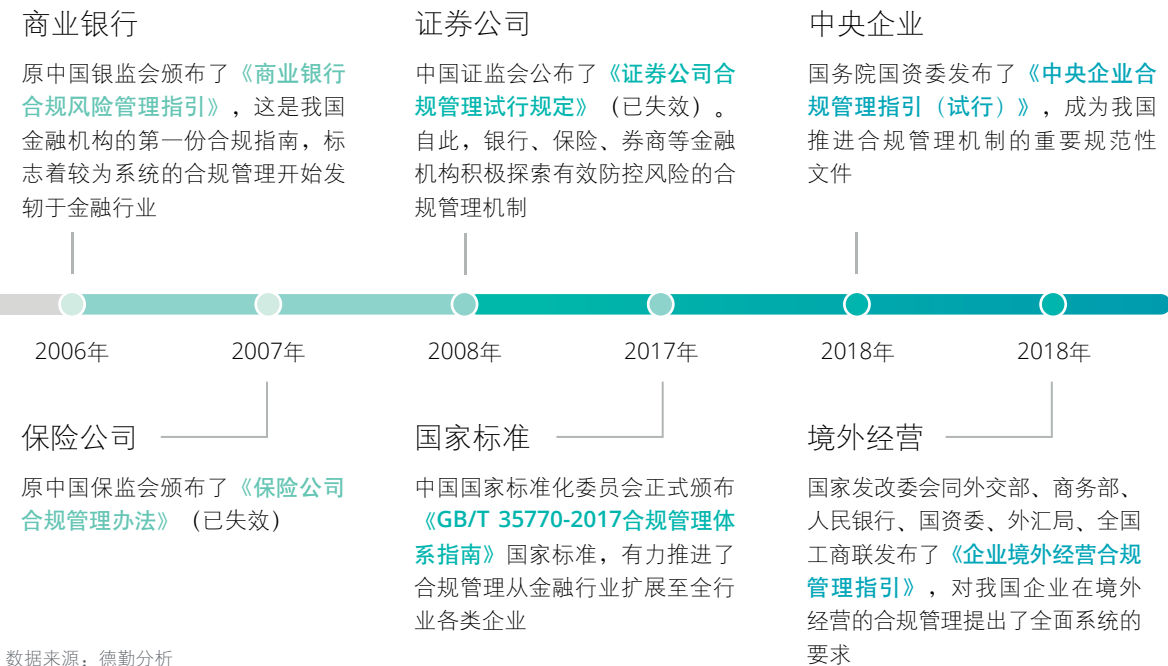 商业银行
原中国银监会颁布了《商业银行
合规风险管理指引》，这是我国
金融机构的第一份合规指南，标
志着较为系统的合规管理开始发
轫于金融行业
证券公司
中国证监会公布了《证券公司合
规管理试行规定》（已失效）。
自此，银行、保险、券商等金融
机构积极探索有效防控风险的合
规管理机制
中央企业
国务院国资委发布了《中央企业合
规管理指引（试行）》，成为我国
推进合规管理机制的重要规范性
文件
2006年
2007年
2008年
2017年
2018年
2018年
保险公司
原中国保监会颁布了《保险公司
合规管理办法》（已失效）
国家标准
中国国家标准化委员会正式颁布
《GB/T 35770-2017合规管理体
系指南》国家标准，有力推进了
合规管理从金融行业扩展至全行
业各类企业
境外经营
国家发改委会同外交部、商务部、
人民银行、国资委、外汇局、全国
工商联发布了《企业境外经营合规
管理指引》，对我国企业在境外
经营的合规管理提出了全面系统的
要求
数据来源：德勤分析